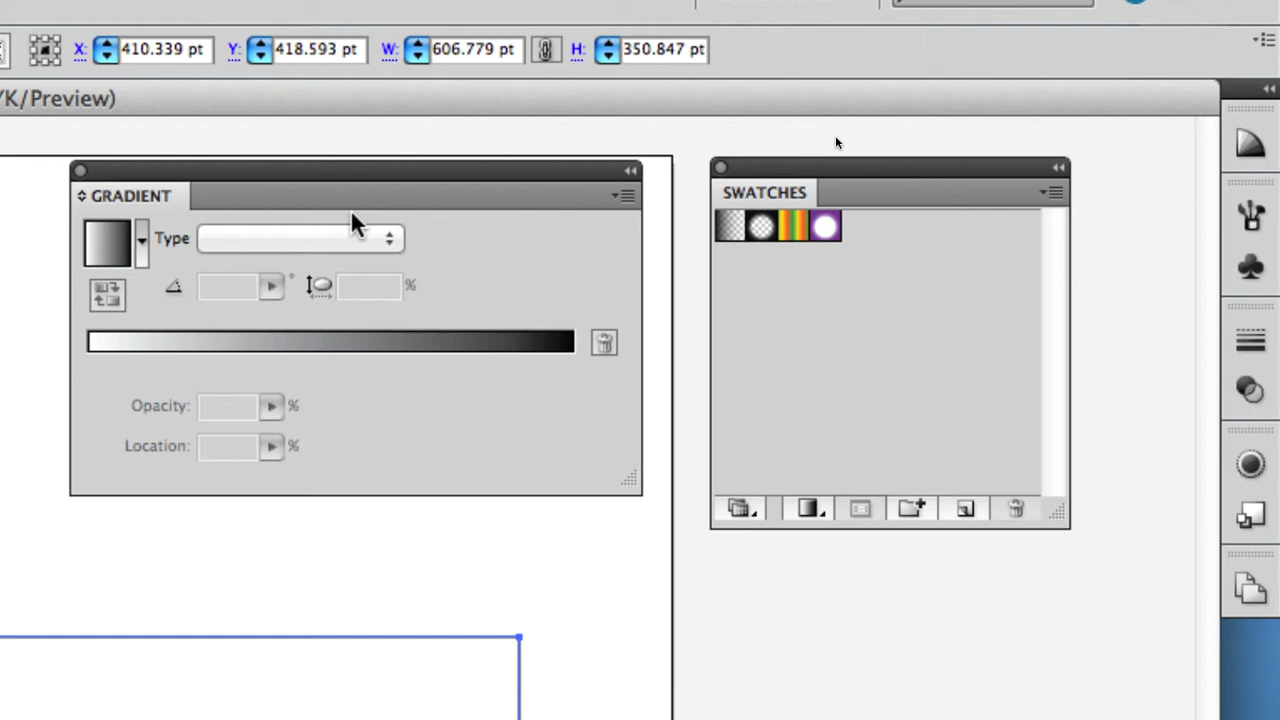 X: 410.339 pt Y: 418.593 pt W: 606.779 pt H: 350.847 pt
/K/Preview)
GRADIENT
SWATCHES
Type
°
%
Opacity: %
Location: %